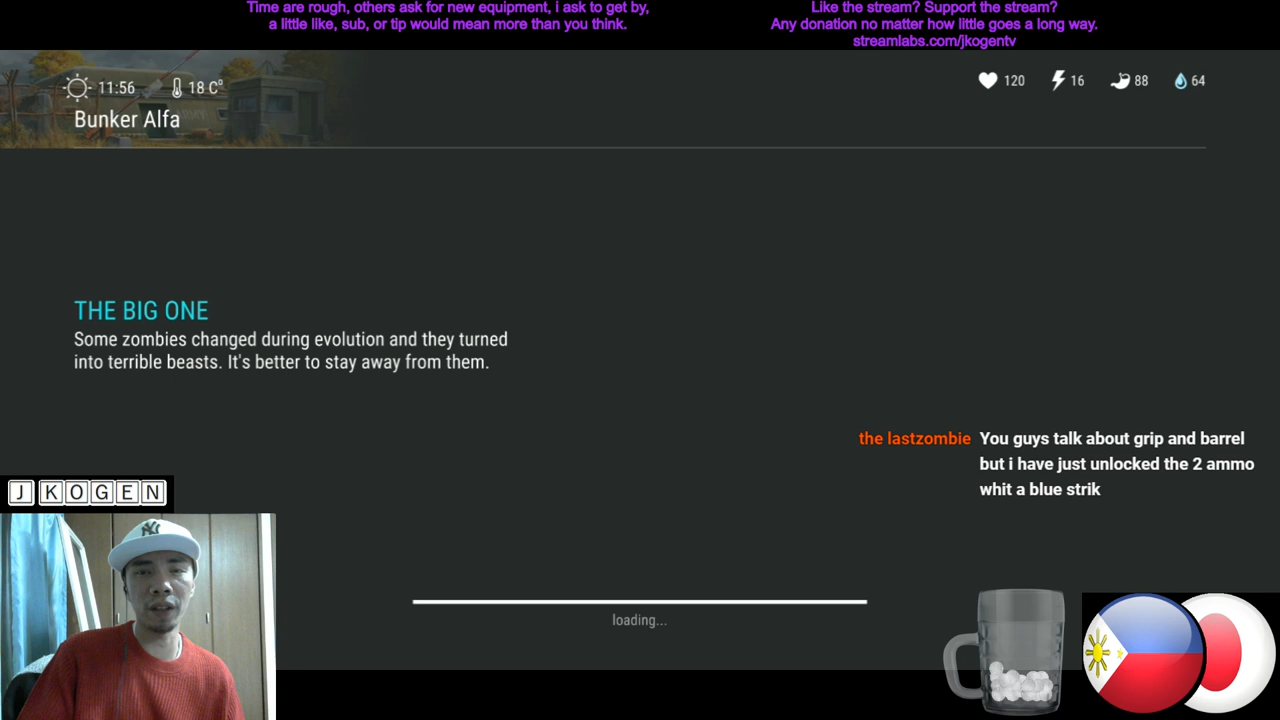 Time are rough, others ask for new equipment, i ask to get by,
a little like, sub, or tip would mean more than you think.
Like the stream? Support the stream?
Any donation no matter how little goes a long way.
streamlabs.com/jkogentv
11:56
18 C°
120
16
88
64
Bunker Alfa
THE BIG ONE
Some zombies changed during evolution and they turned
into terrible beasts. It's better to stay away from them.
the lastzombie You guys talk about grip and barrel
but i have just unlocked the 2 ammo
whit a blue strik
J KOGEN
NY
loading...